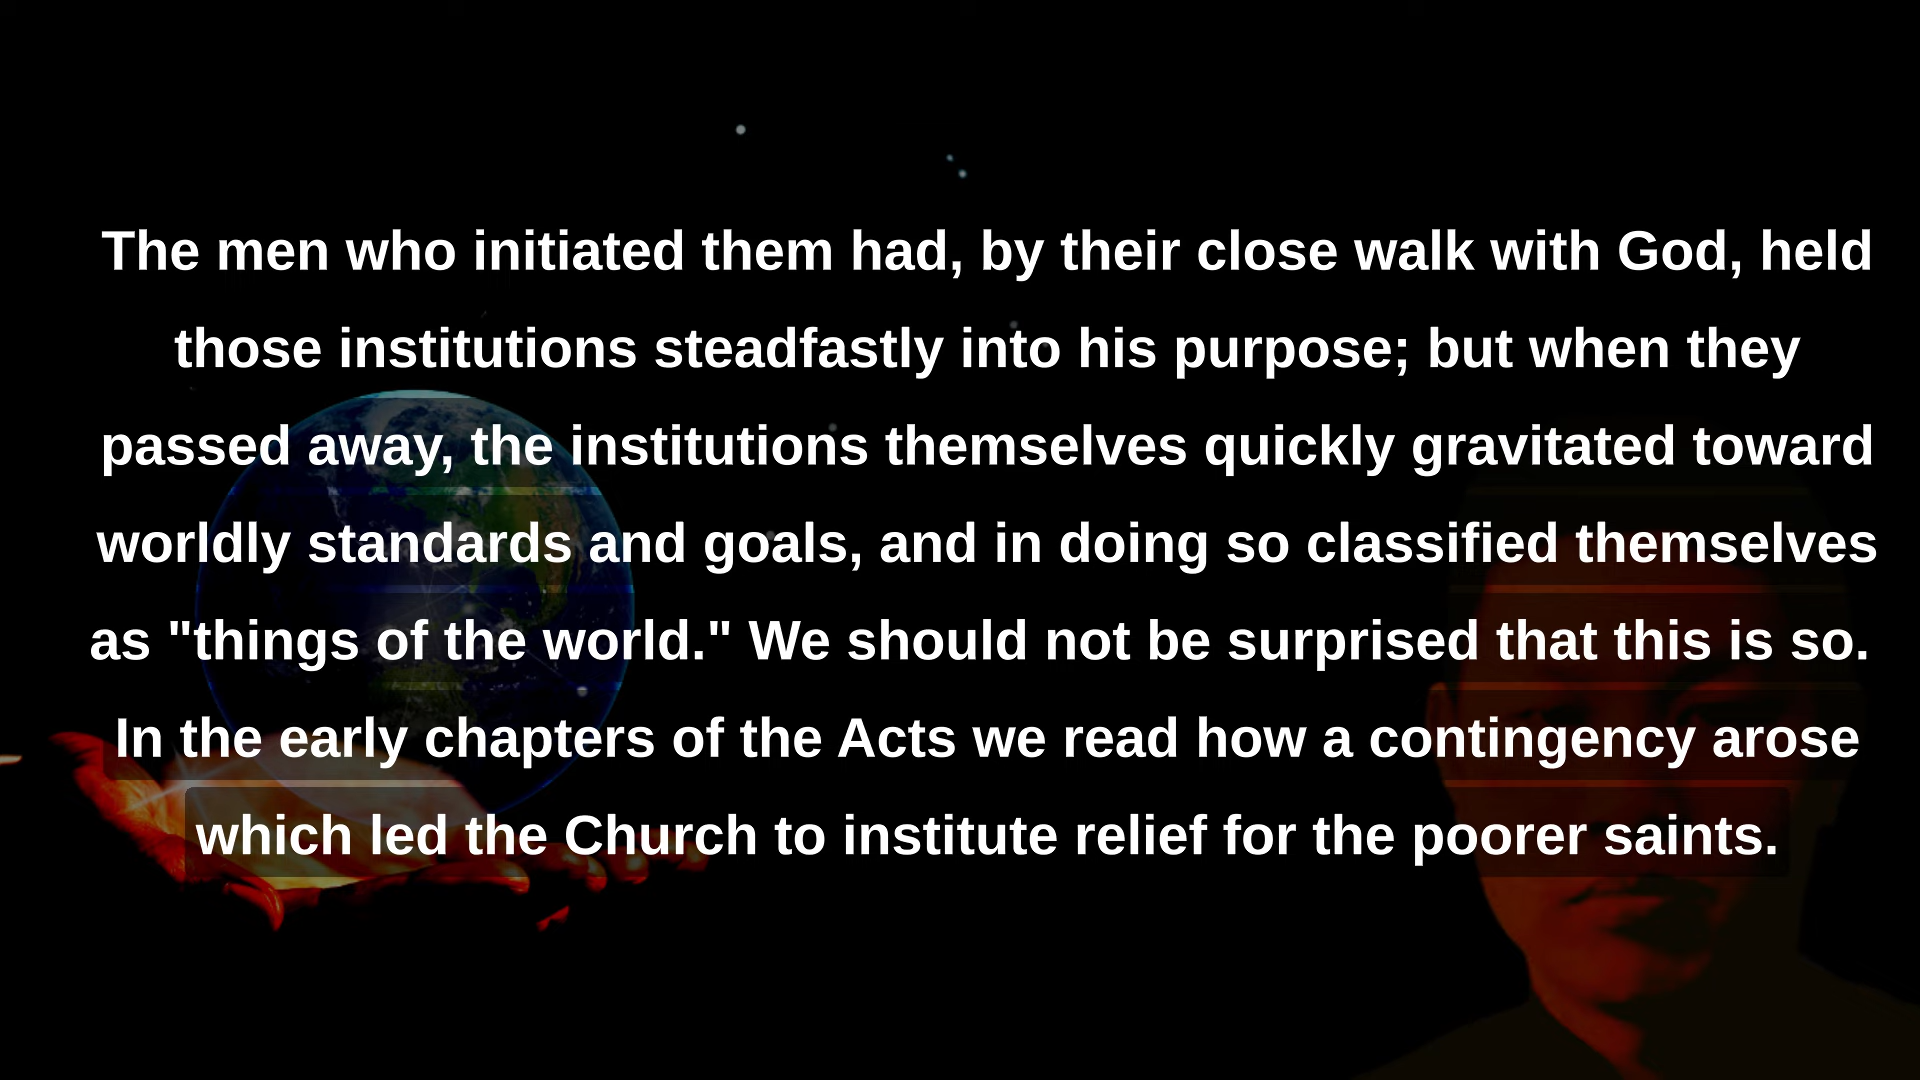 The men who initiated them had, by their close walk with God, held
those institutions steadfastly into his purpose; but when they
passed away, the institutions themselves quickly gravitated toward
worldly standards and goals, and in doing so classified themselves
as "things of the world." We should not be surprised that this is so.
In the early chapters of the Acts we read how a contingency arose
which led the Church to institute relief for the poorer saints.